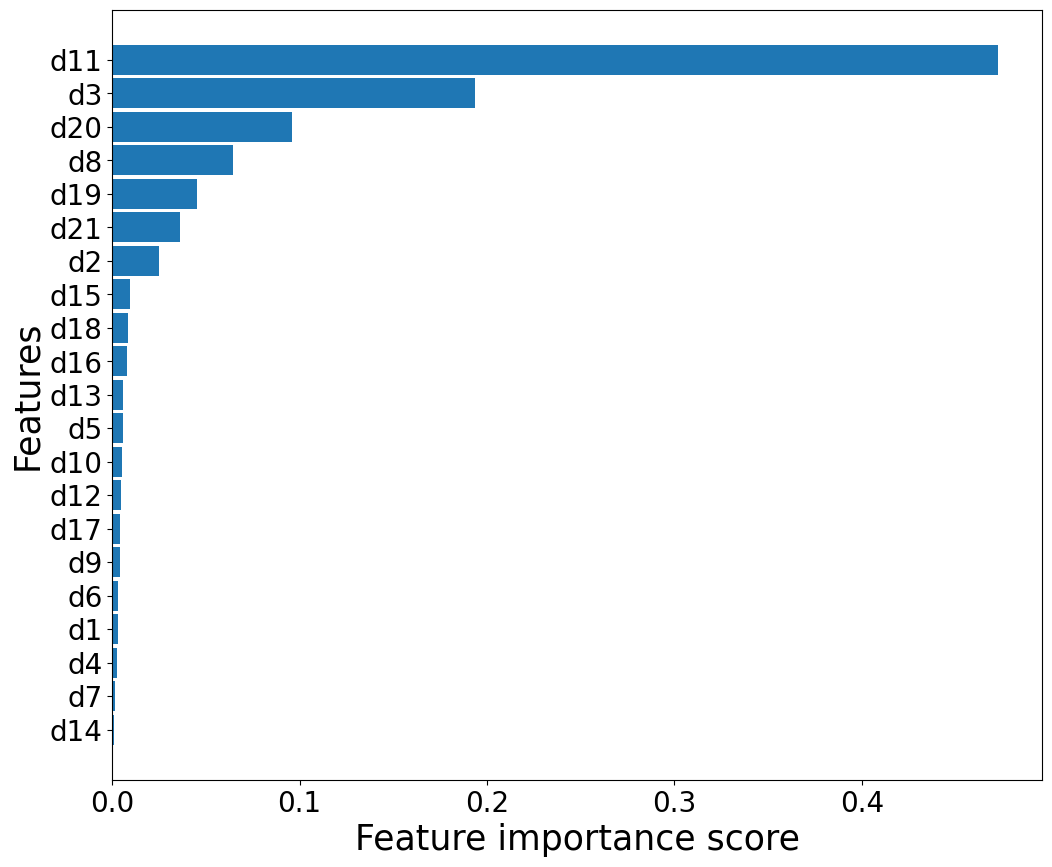 d11
d3
d20
d8
d19
d21
d2
d15
d18
d16
d13
d5
d10
d12
d17
d9
d6
d1
d4
d7
d14
Features
0.0 0.1 0.2 0.3 0.4
Feature importance score